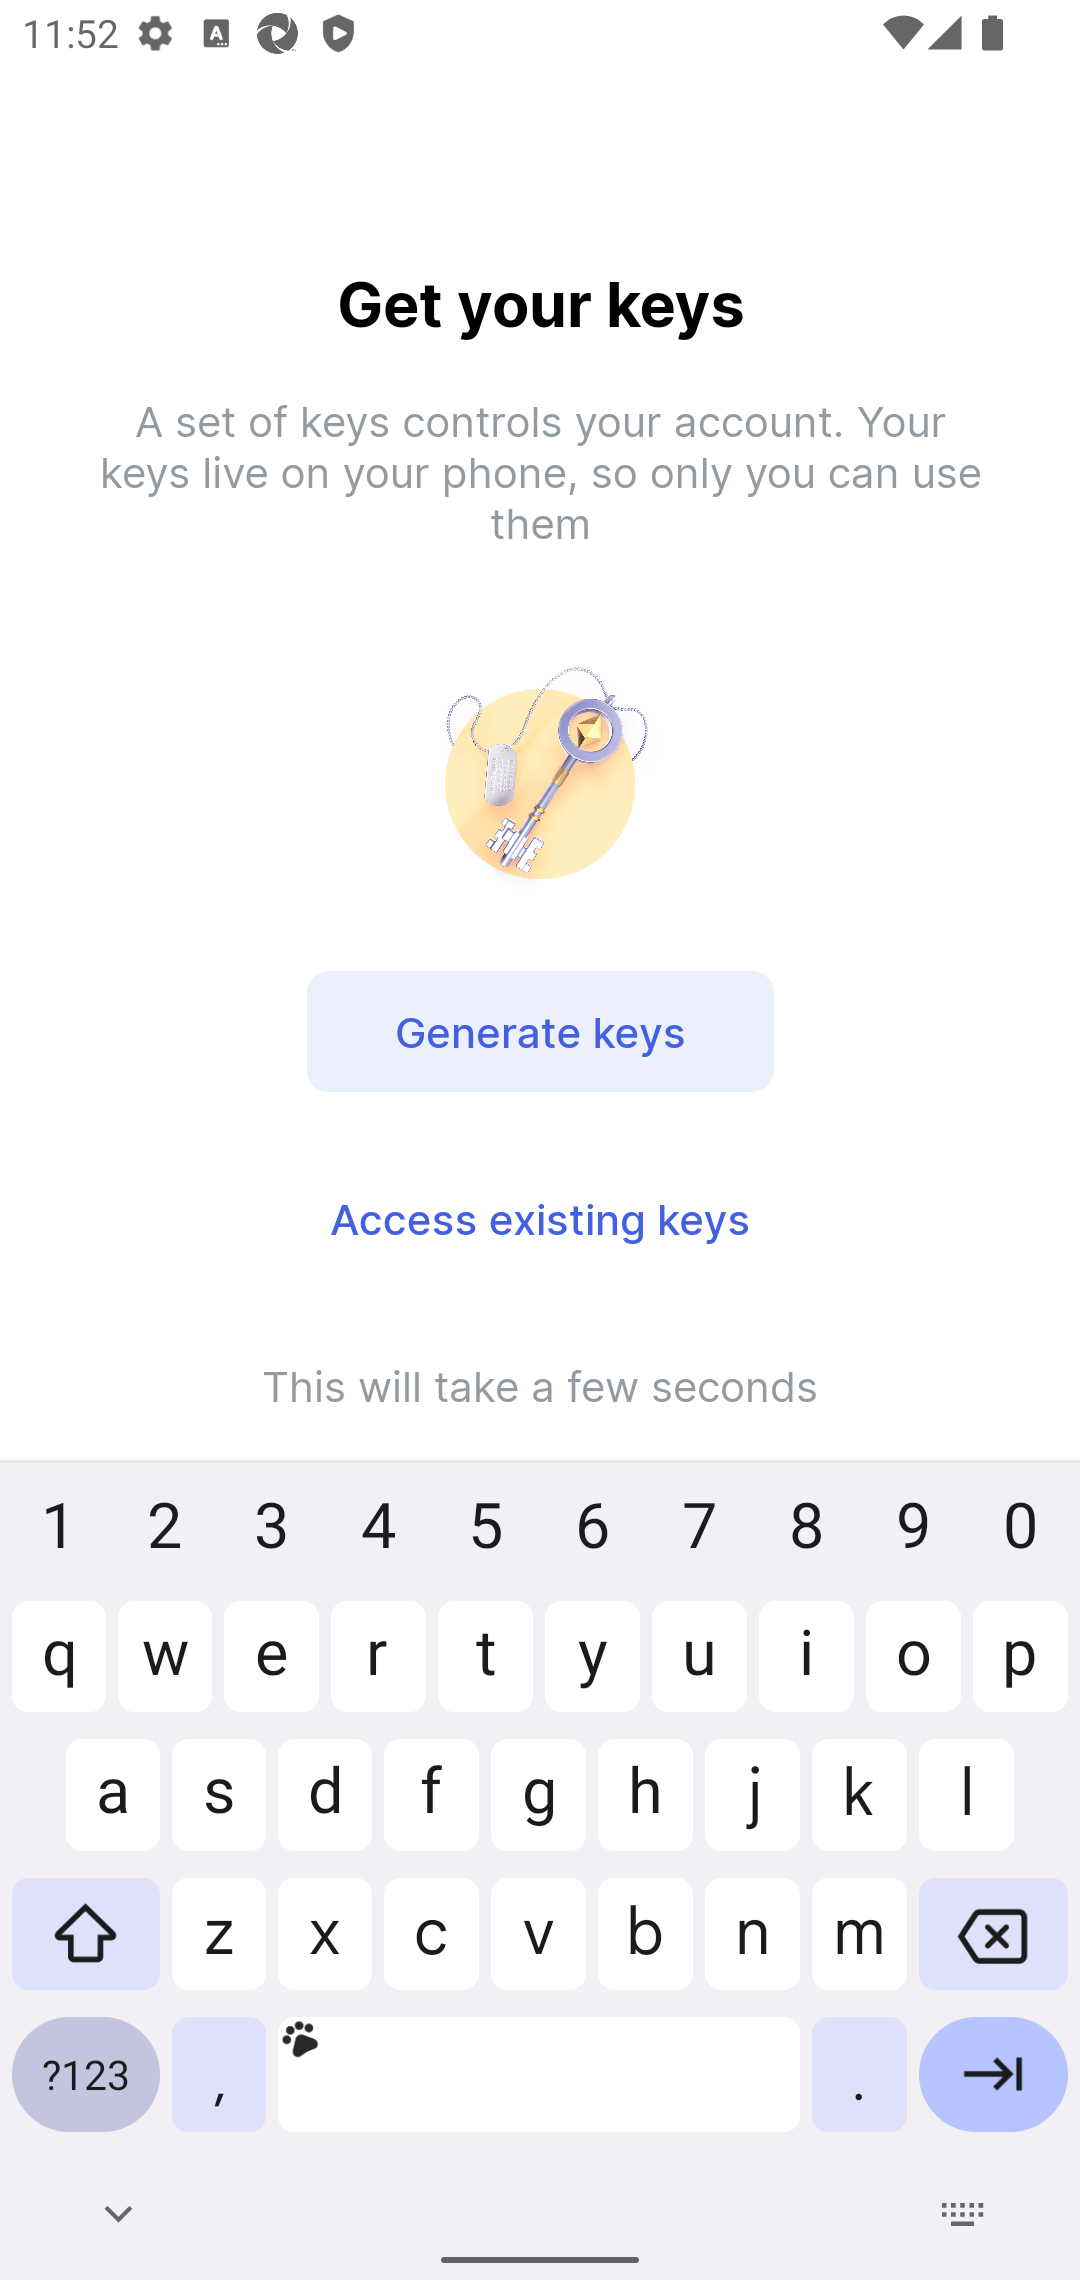 11:52
Get your keys
A set of keys controls your account. Your
keys live on your phone, so only you can use
them
Generate keys
Access existing keys
This will take a few seconds
1 2 3 4 5 6 7 8 9 0
q w e r t y u i o p
a s d f g h j k l
z x c v b n m
?123 , .